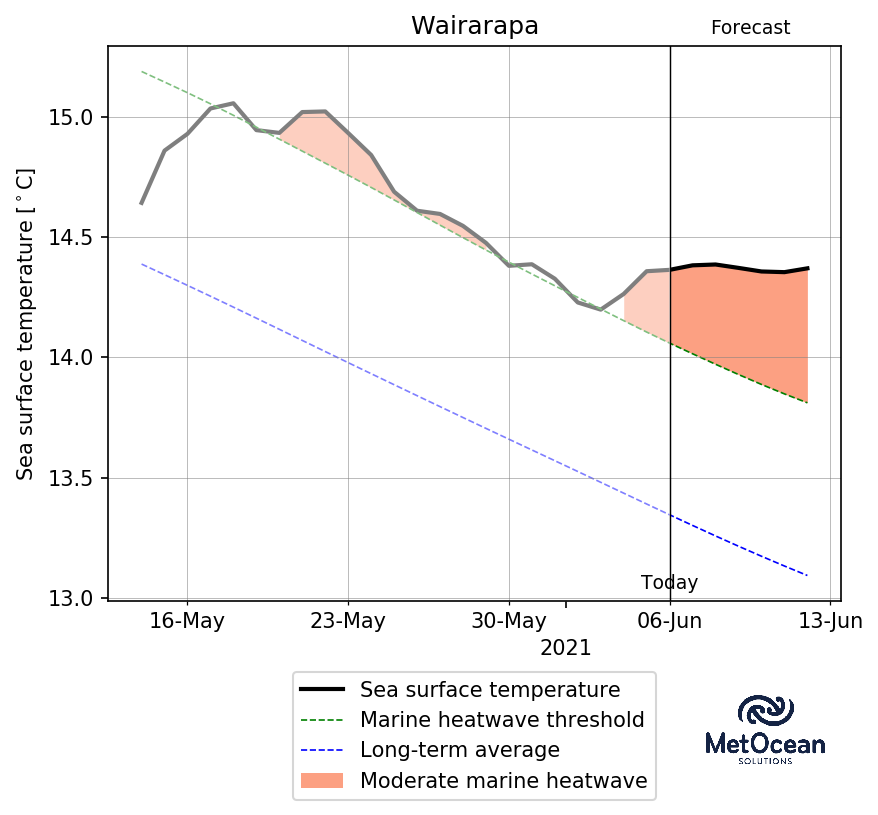 Wairarapa
Forecast
Sea surface temperature [°C]
15.0
14.5
14.0
13.5
13.0
Today
16-May
23-May
30-May
06-Jun
13-Jun
2021
Sea surface temperature
Marine heatwave threshold
Long-term average
Moderate marine heatwave
MetOcean
SOLUTIONS